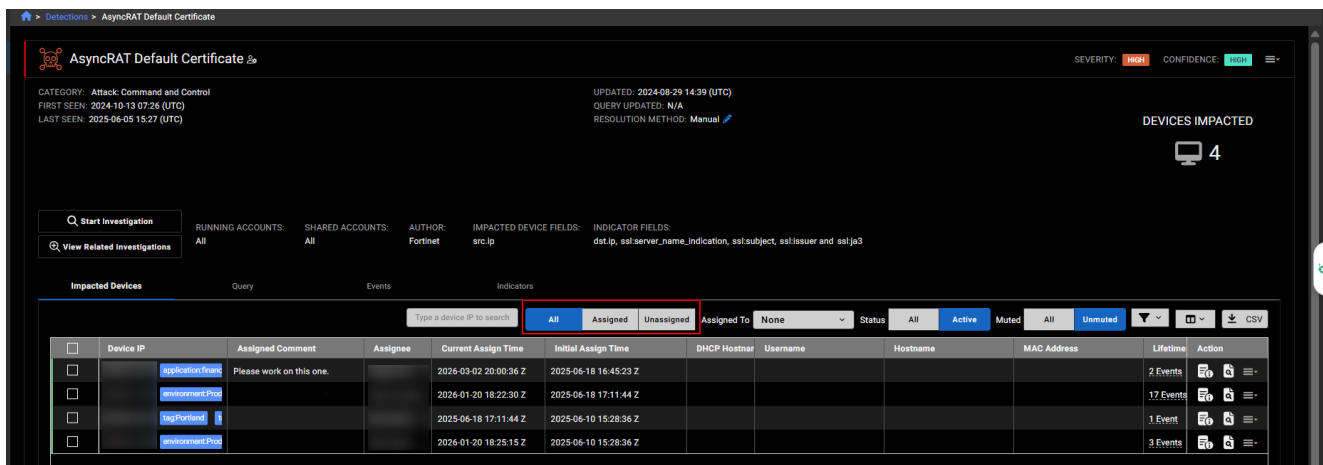 > Detections > AsyncRAT Default Certificate
AsyncRAT Default Certificate
SEVERITY: HIGH CONFIDENCE: HIGH
CATEGORY: Attack: Command and Control
FIRST SEEN: 2024-10-13 07:26 (UTC)
LAST SEEN: 2025-06-05 15:27 (UTC)
UPDATED: 2024-08-29 14:39 (UTC)
QUERY UPDATED: N/A
RESOLUTION METHOD: Manual
DEVICES IMPACTED
4
Start Investigation
View Related Investigations
RUNNING ACCOUNTS: All
SHARED ACCOUNTS: All
AUTHOR: Fortinet
IMPACTED DEVICE FIELDS: src.ip
INDICATOR FIELDS: dst.ip, ssl:server_name_indication, ssl:subject, ssl:issuer and ssl:ja3
Impacted Devices Query Events Indicators
Type a device IP to search All Assigned Unassigned Assigned To None Status All Active Muted All Unmuted CSV
Device IP Assigned Comment Assignee Current Assign Time Initial Assign Time DHCP Hostnar Username Hostname MAC Address Lifetime Action
application:financ Please work on this one. 2026-03-02 20:00:36 Z 2025-06-18 16:45:23 Z 2 Events
environment:Prod 2026-01-20 18:22:30 Z 2025-06-18 17:11:44 Z 17 Events
tag:Portland 2025-06-18 17:11:44 Z 2025-06-10 15:28:36 Z 1 Event
environment:Prod 2026-01-20 18:25:15 Z 2025-06-10 15:28:36 Z 3 Events